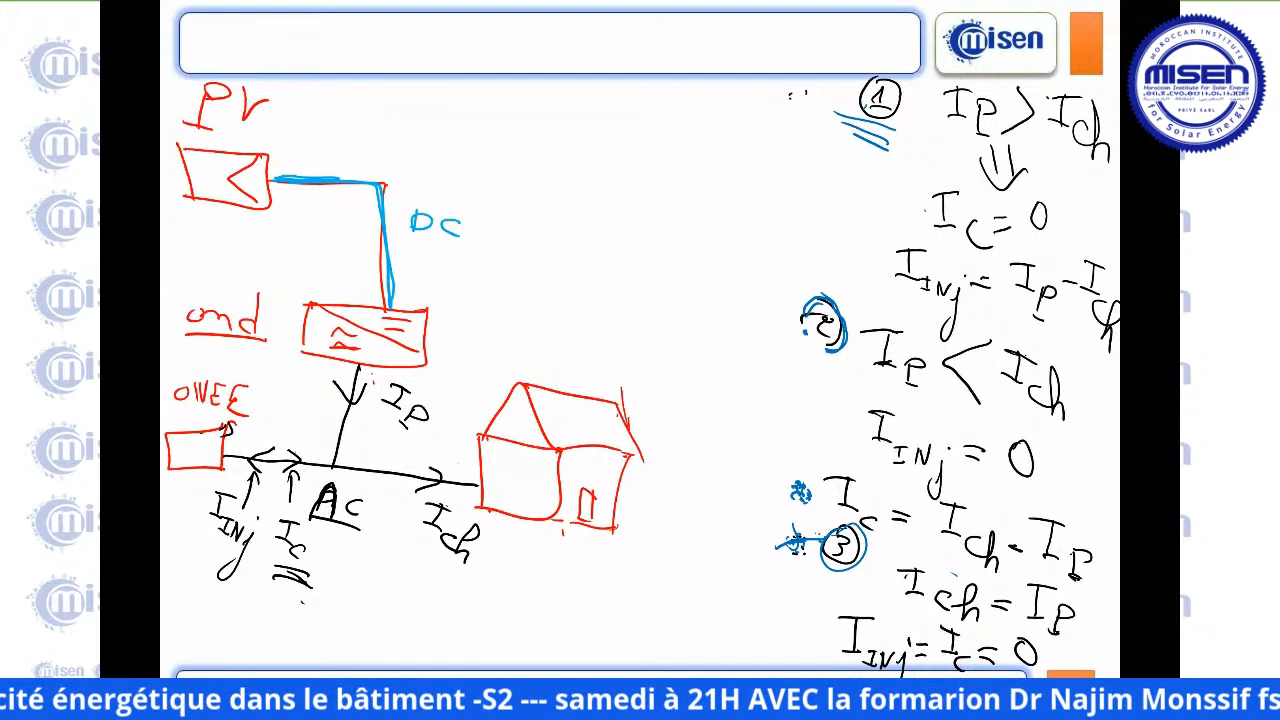 misen
MOROCCAN INSTITUTE
MISEN
Moroccan Institute for Solar Energy
PRIVÉ SARL
for Solar Energy
PV
DC
ond
ONEE
IP
AC
IINj
Ic
Ich
1
IP > Ich
⇓
Ic = 0
IINj = IP - Ich
2
IP < Ich
IINj = 0
Ic = Ich - IP
3
Ich = IP
IINj = Ic = 0
cité énergétique dans le bâtiment -S2 --- samedi à 21H AVEC la formarion Dr Najim Monssif fs